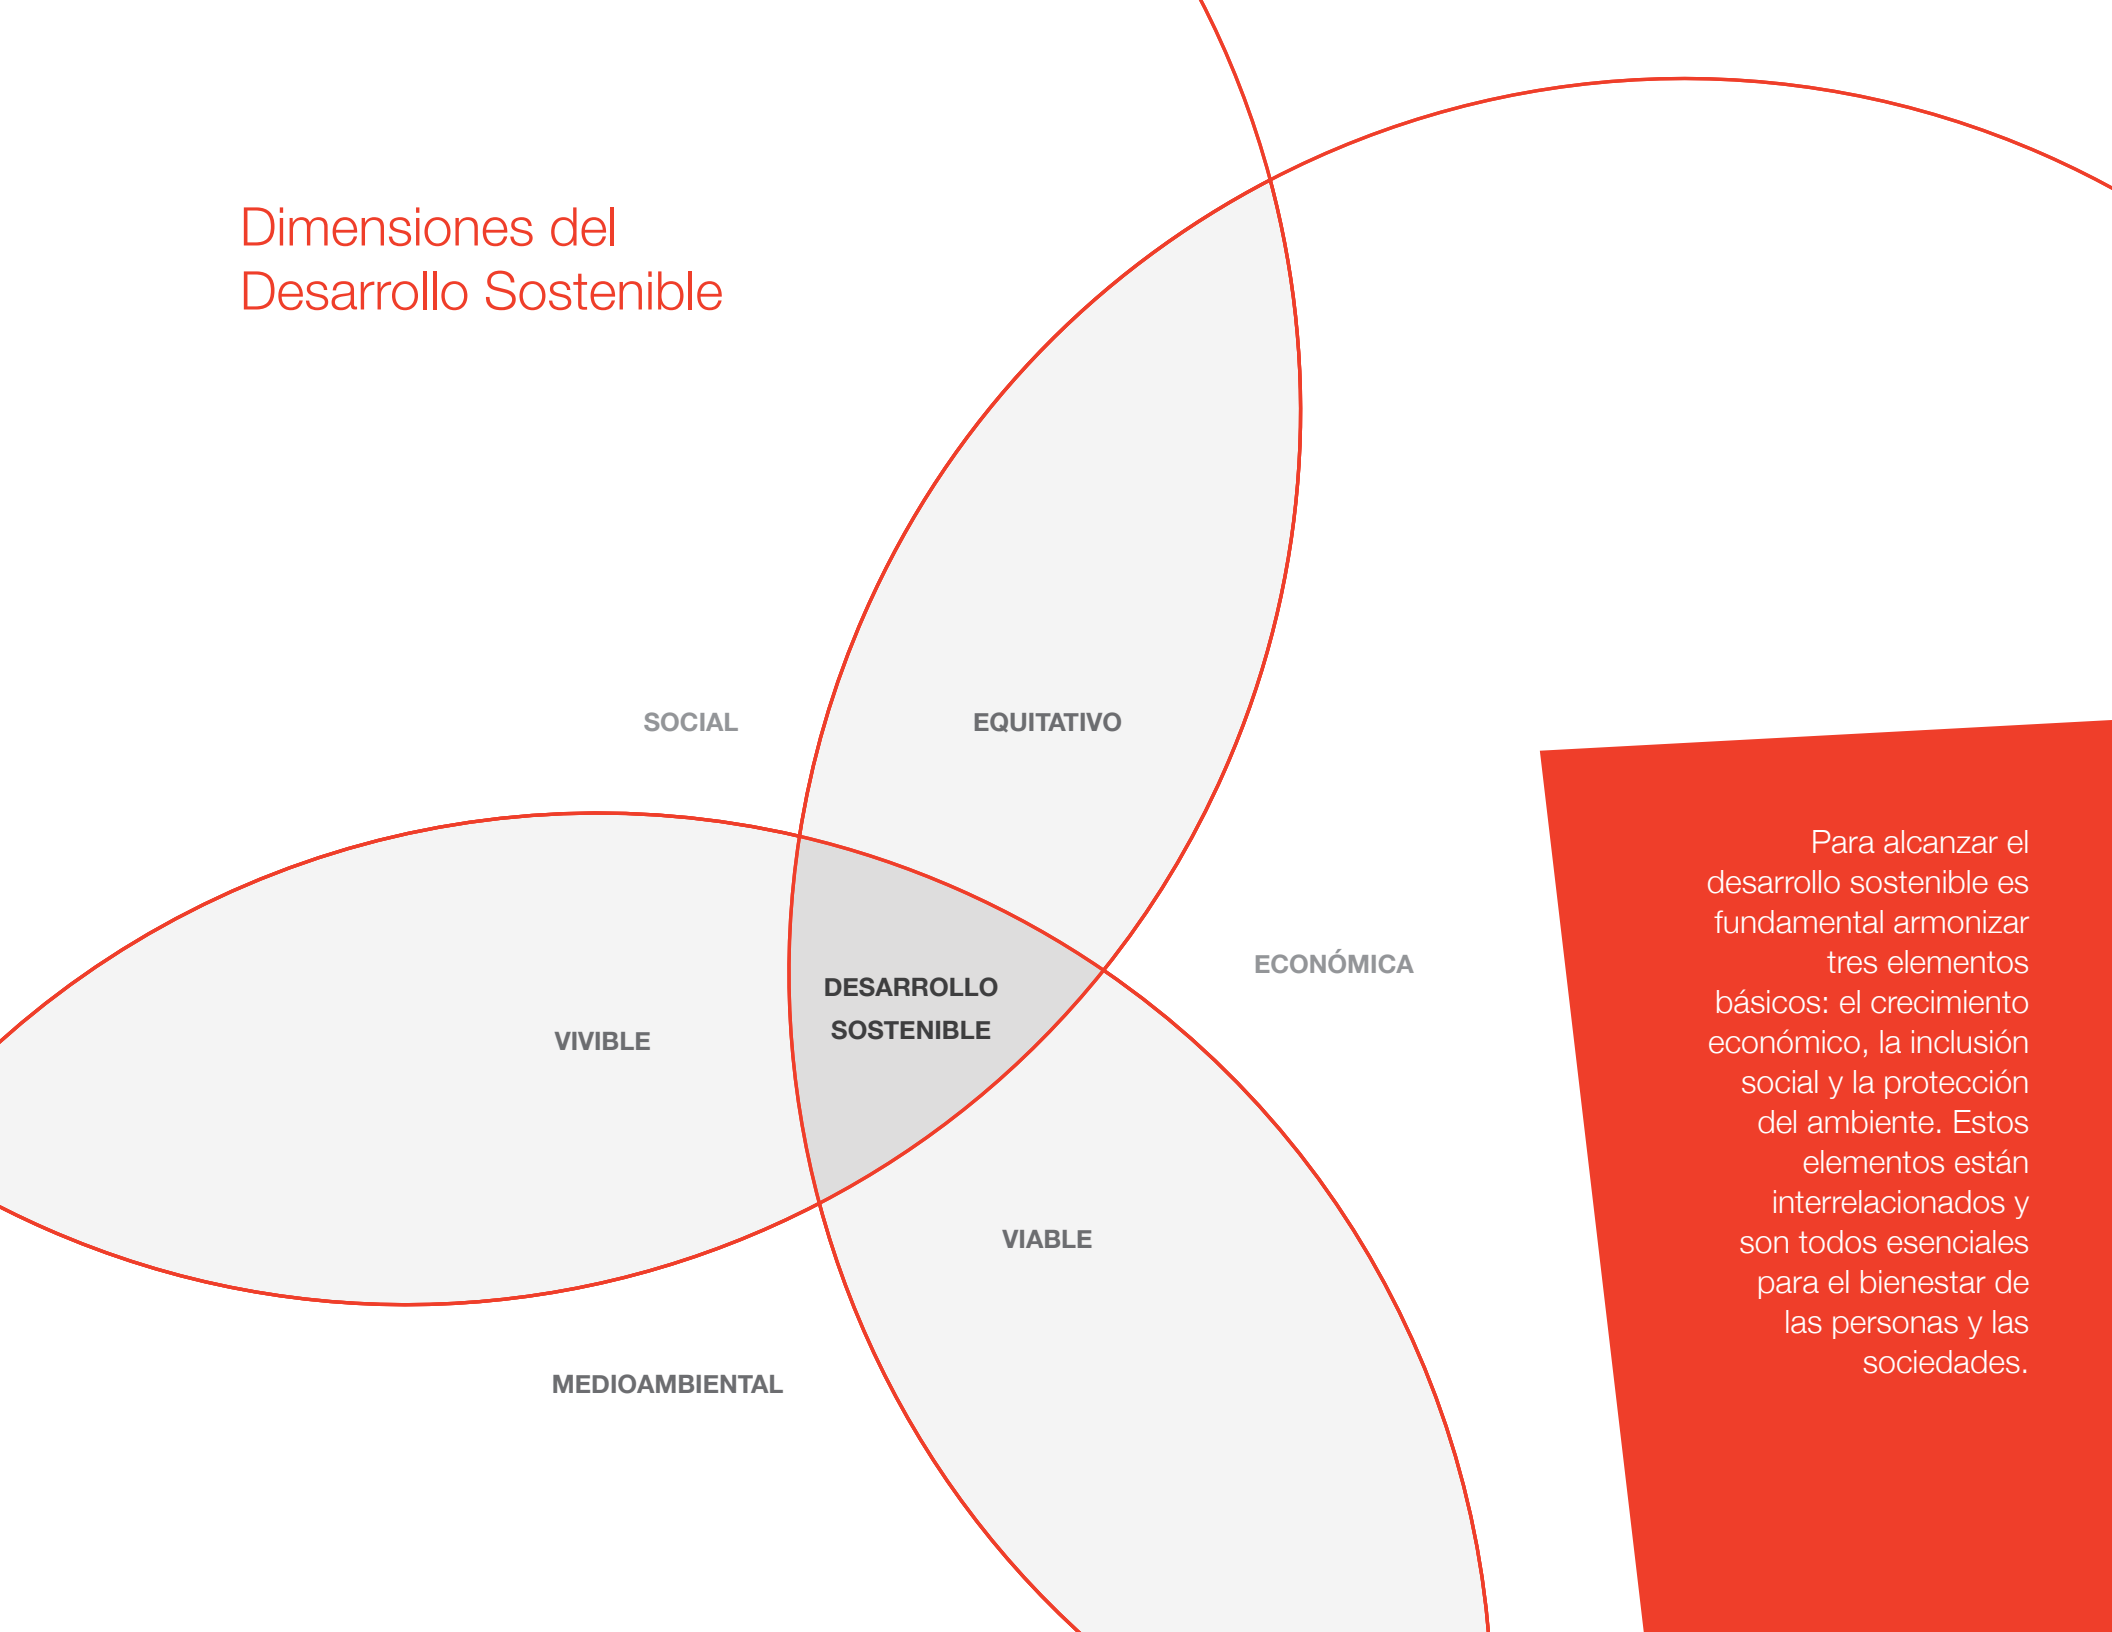 Dimensiones del
Desarrollo Sostenible
SOCIAL
EQUITATIVO
ECONÓMICA
DESARROLLO
SOSTENIBLE
VIVIBLE
VIABLE
MEDIOAMBIENTAL
Para alcanzar el
desarrollo sostenible es
fundamental armonizar
tres elementos
básicos: el crecimiento
económico, la inclusión
social y la protección
del ambiente. Estos
elementos están
interrelacionados y
son todos esenciales
para el bienestar de
las personas y las
sociedades.